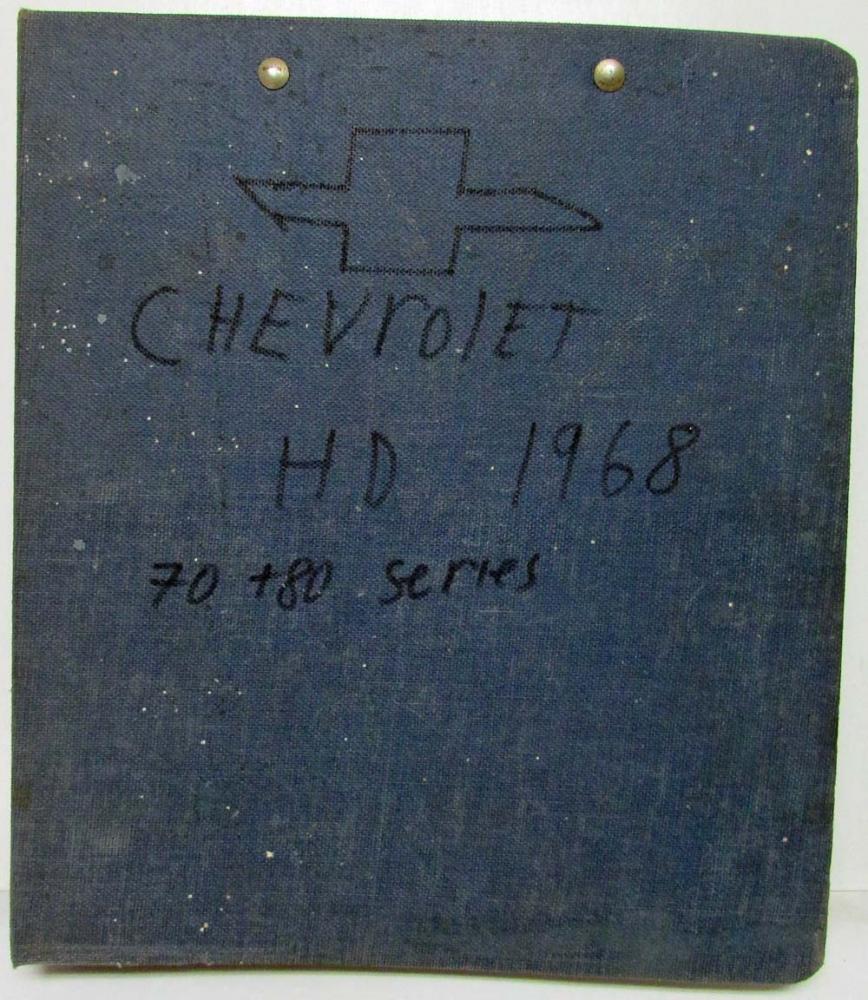 CHEVrolET
HD 1968
70 +80 series